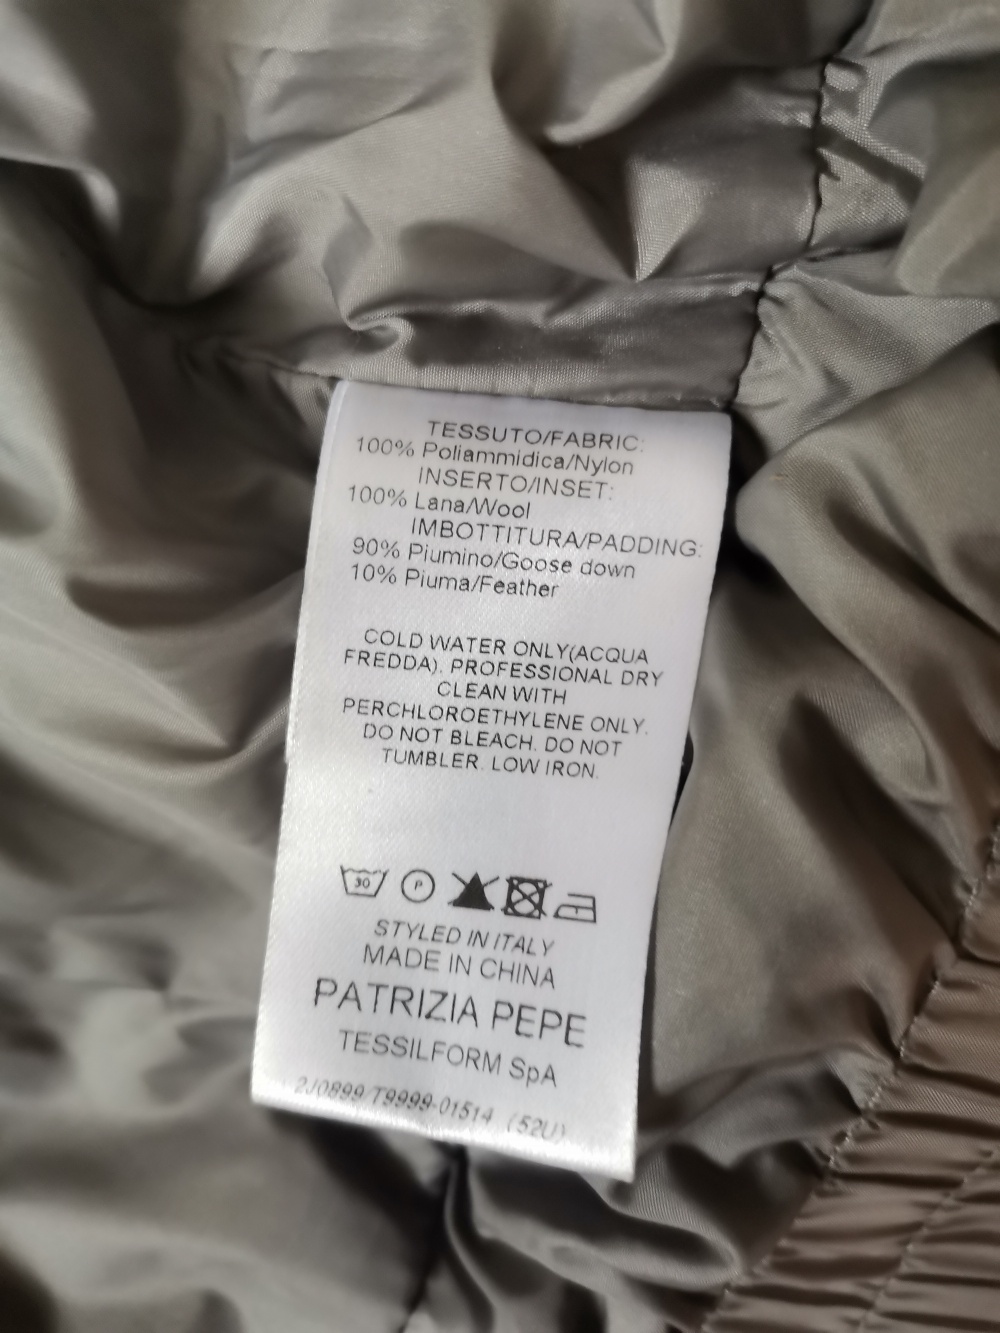 TESSUTO/FABRIC:
100% Poliammidica/Nylon
INSERTO/INSET:
100% Lana/Wool
IMBOTTITURA/PADDING:
90% Piumino/Goose down
10% Piuma/Feather
COLD WATER ONLY(ACQUA
FREDDA). PROFESSIONAL DRY
CLEAN WITH
PERCHLOROETHYLENE ONLY.
DO NOT BLEACH. DO NOT
TUMBLER. LOW IRON.
30 P
STYLED IN ITALY
MADE IN CHINA
PATRIZIA PEPE
TESSILFORM SpA
2J0899/T9999-01514 (52U)